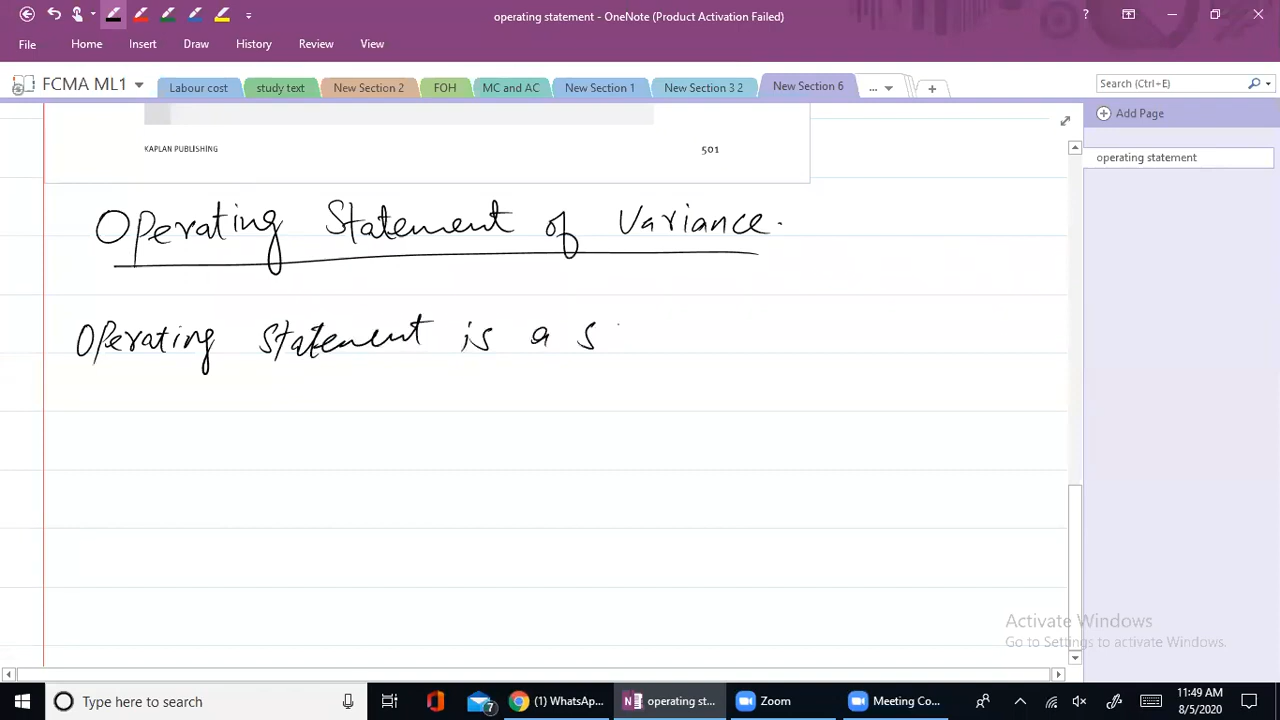 operating statement - OneNote (Product Activation Failed)
?
File Home Insert Draw History Review View
FCMA ML1
Labour cost study text New Section 2 FOH MC and AC New Section 1 New Section 3 2 New Section 6 ... +
Search (Ctrl+E)
Add Page
operating statement
KAPLAN PUBLISHING 501
Operating Statement of Variance.
Operating Statement is a s
Activate Windows
Go to Settings to activate Windows.
Type here to search
7
(1) WhatsApp...
operating st...
Zoom
Meeting Co...
11:49 AM
8/5/2020